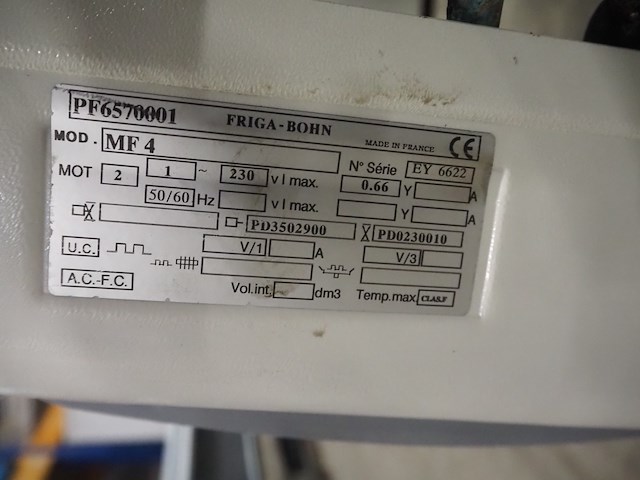 PF6570001 FRIGA-BOHN
MADE IN FRANCE CE
MOD. MF 4
N° Série EY 6622
MOT 2 1 ~ 230 v I max. 0.66 Y A
50/60 Hz v I max. Y A
PD3502900 PD0230010
U.C. V/1 A V/3
A.C.-F.C.
Vol.int. dm3 Temp.max. CLAS.F